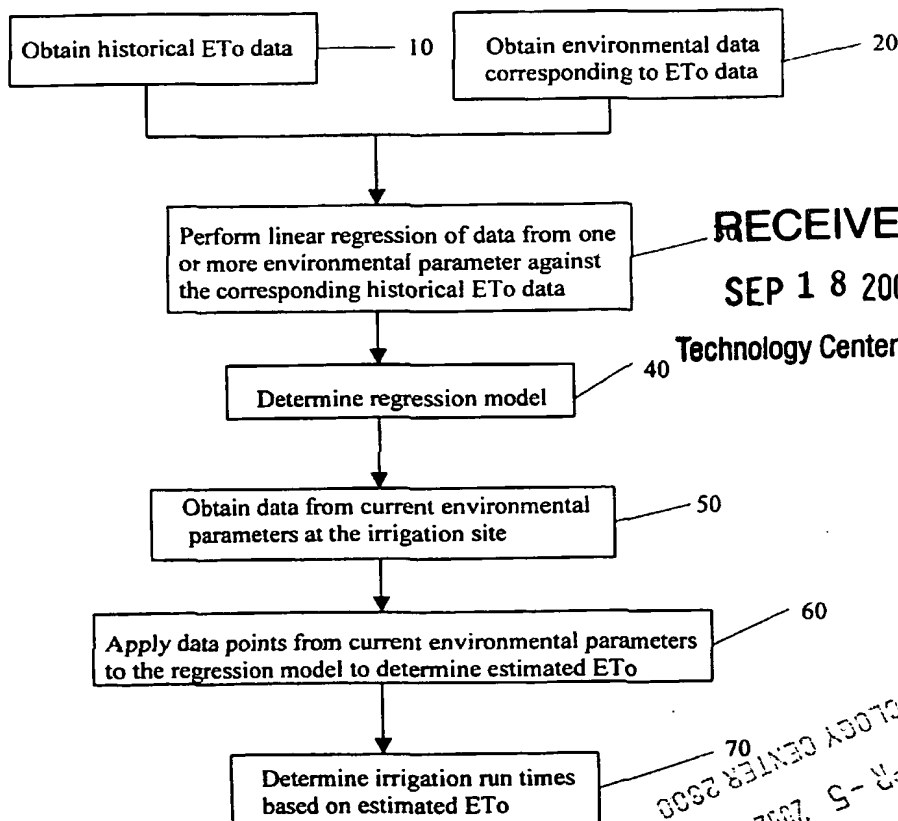 Obtain historical ETo data
10
Obtain environmental data
corresponding to ETo data
20
Perform linear regression of data from one
or more environmental parameter against
the corresponding historical ETo data
RECEIVE
SEP 1 8 200
Technology Center
40
Determine regression model
Obtain data from current environmental
parameters at the irrigation site
50
Apply data points from current environmental parameters
to the regression model to determine estimated ETo
60
Determine irrigation run times
based on estimated ETo
70
CENTER 2800